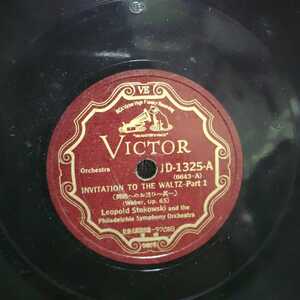 VE
VICTOR
Orchestra
JD-1325-A
(6643-A)
INVITATION TO THE WALTZ-Part 1
(Weber, Op. 65)
Leopold Stokowski and the
Philadelphia Symphony Orchestra